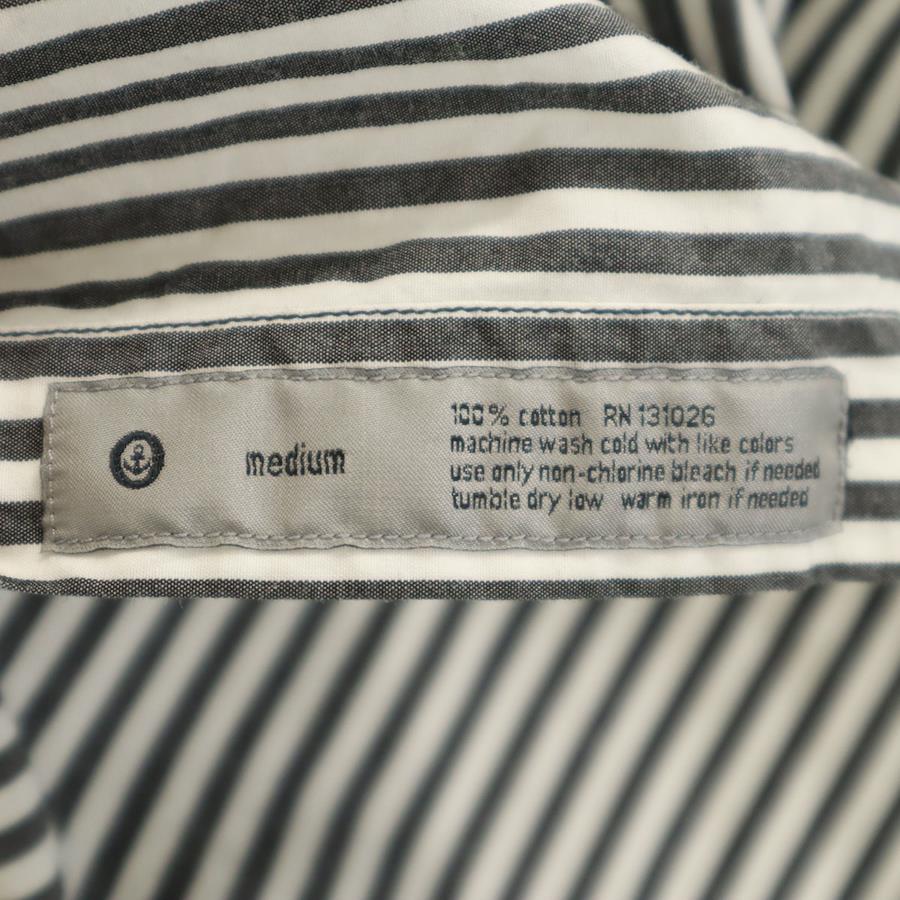 medium
100% cotton RN 131026
machine wash cold with like colors
use only non-chlorine bleach if needed
tumble dry low warm iron if needed